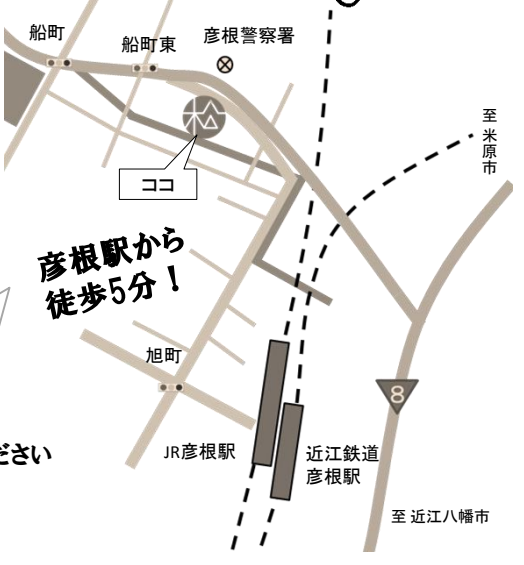 船町
船町東
彦根警察署
至
米
原
市
松
ココ
彦根駅から
徒歩5分！
旭町
8
ださい
JR彦根駅
近江鉄道
彦根駅
至 近江八幡市